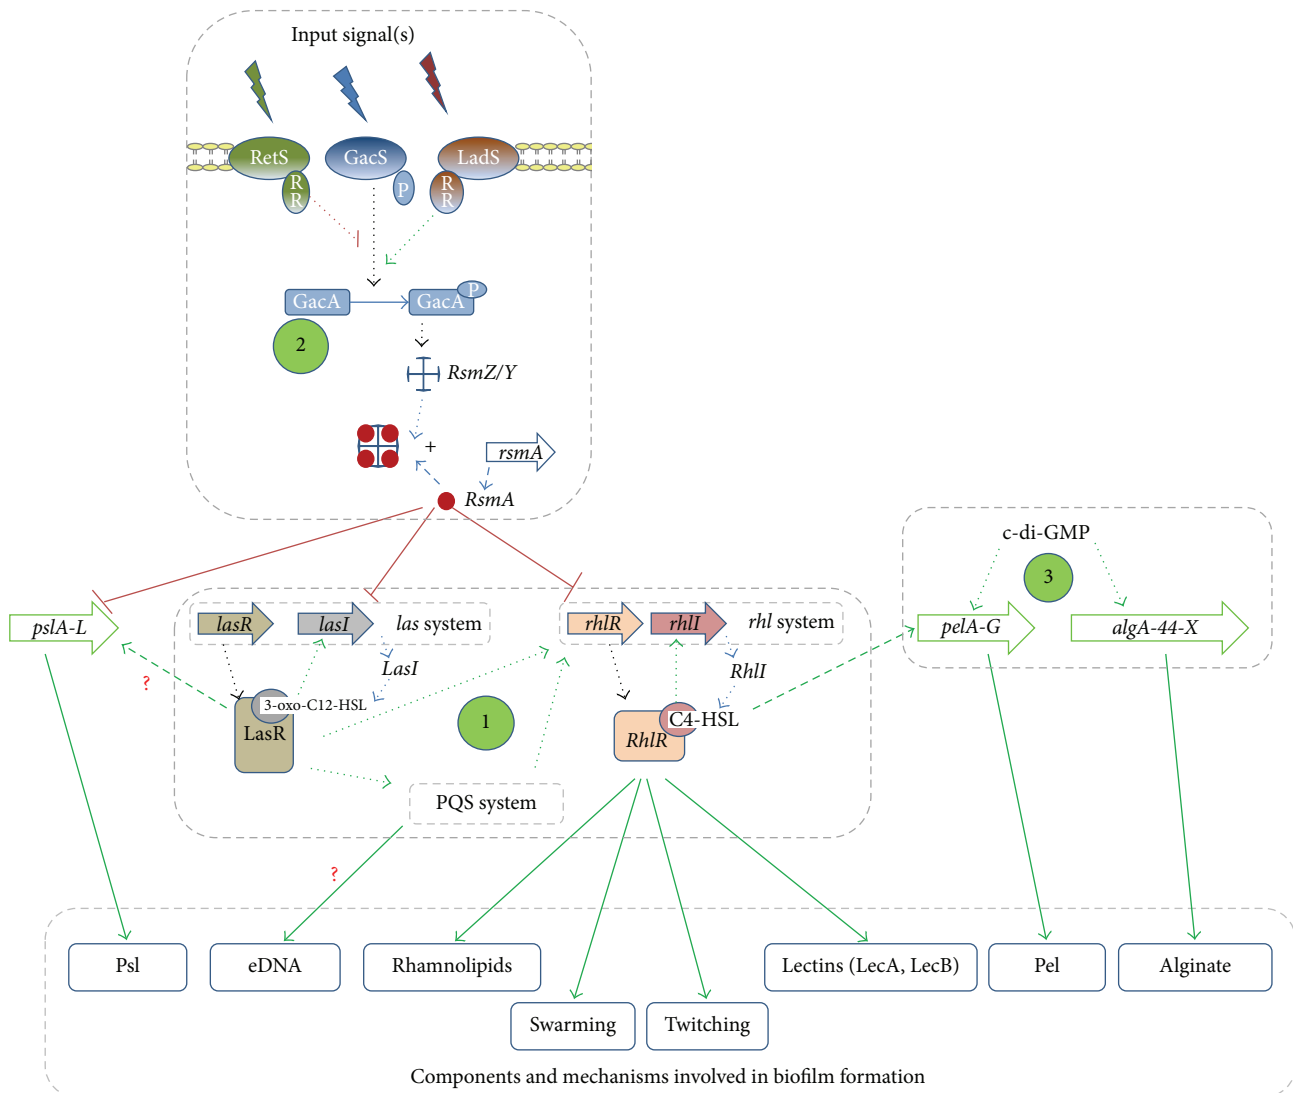 Input signal(s)
RetS
GacS
LadS
R
R
P
R
R
GacA
GacA
P
2
RsmZ/Y
+
rsmA
RsmA
c-di-GMP
3
pslA-L
lasR
lasI
las system
rhlR
rhlI
rhl system
pelA-G
algA-44-X
LasI
RhlI
?
3-oxo-C12-HSL
LasR
1
C4-HSL
RhlR
PQS system
?
Psl
eDNA
Rhamnolipids
Lectins (LecA, LecB)
Pel
Alginate
Swarming
Twitching
Components and mechanisms involved in biofilm formation